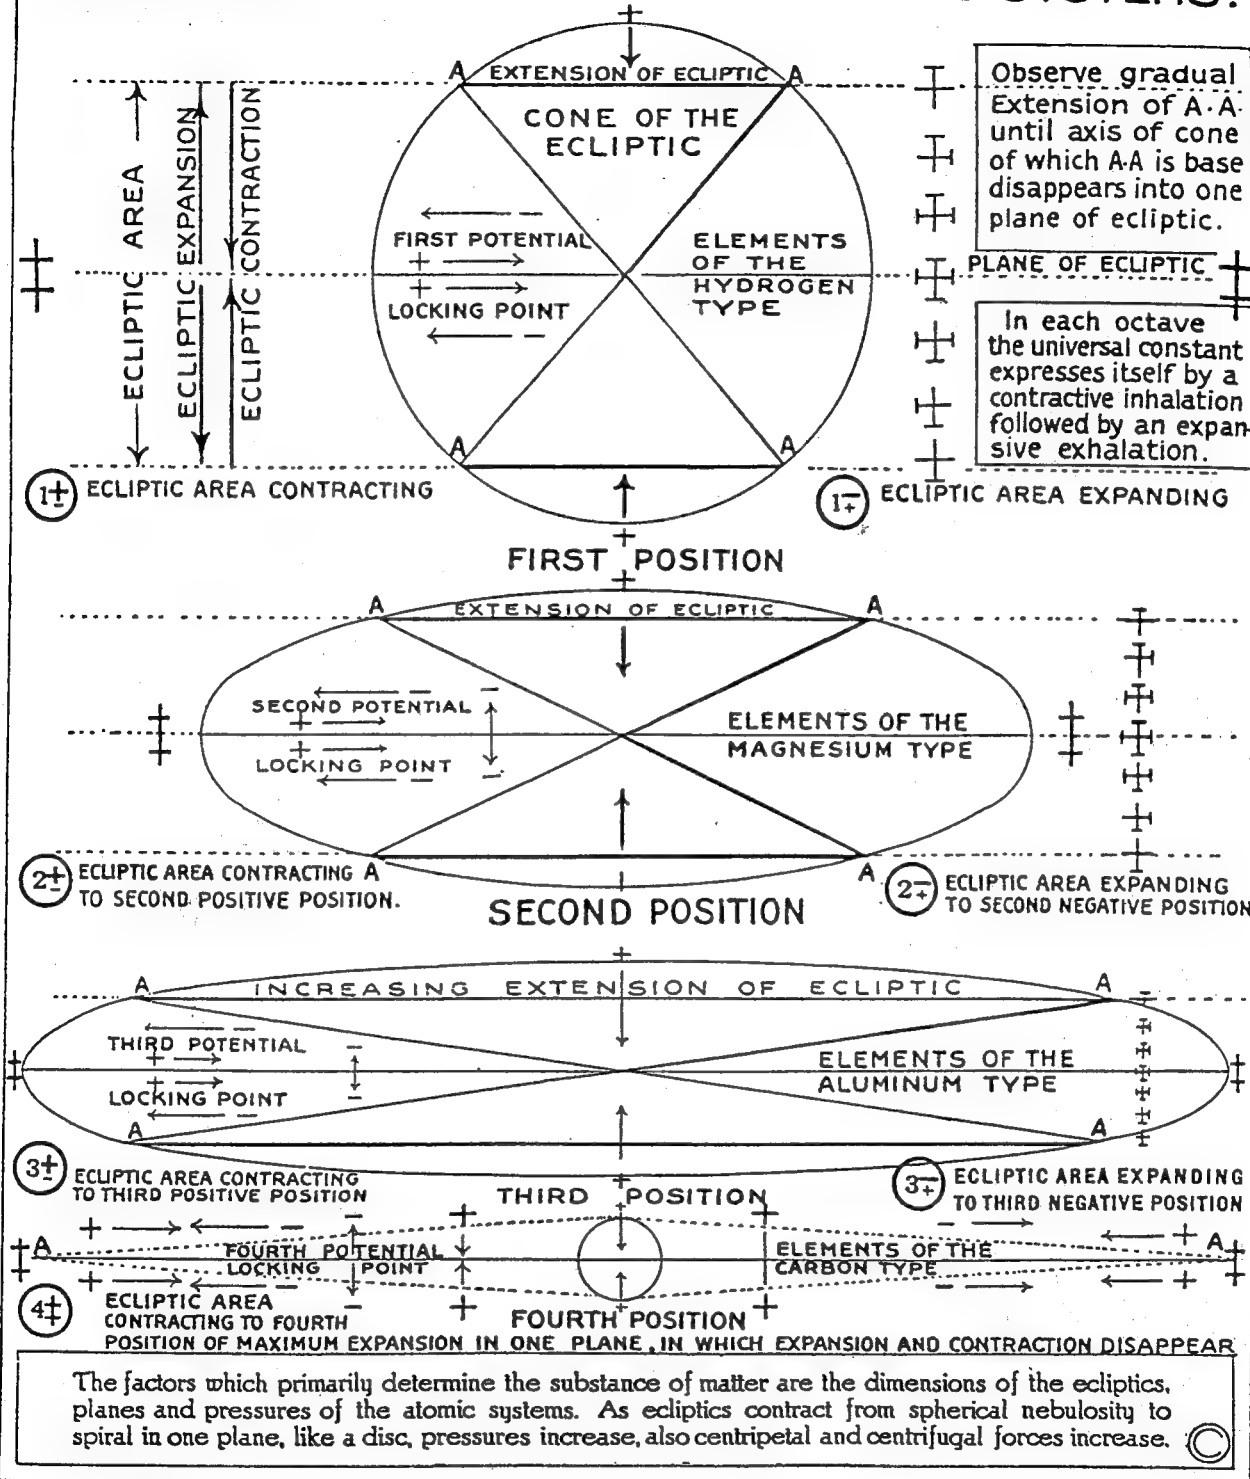 A EXTENSION OF ECLIPTIC A
CONE OF THE
ECLIPTIC
ECLIPTIC AREA
ECLIPTIC EXPANSION
ECLIPTIC CONTRACTION
← −
FIRST POTENTIAL
+ →
+ →
LOCKING POINT
← −
ELEMENTS
OF THE
HYDROGEN
TYPE
A A
Observe gradual
Extension of A·A·
until axis of cone
of which A·A is base
disappears into one
plane of ecliptic.
PLANE OF ECLIPTIC
In each octave
the universal constant
expresses itself by a
contractive inhalation
followed by an expan-
sive exhalation.
1± ECLIPTIC AREA CONTRACTING
1∓ ECLIPTIC AREA EXPANDING
FIRST POSITION
A EXTENSION OF ECLIPTIC A
← −
SECOND POTENTIAL
+ →
+ →
LOCKING POINT
← −
ELEMENTS OF THE
MAGNESIUM TYPE
A A
2± ECLIPTIC AREA CONTRACTING
TO SECOND POSITIVE POSITION.
2∓ ECLIPTIC AREA EXPANDING
TO SECOND NEGATIVE POSITION
SECOND POSITION
A INCREASING EXTENSION OF ECLIPTIC A
← −
THIRD POTENTIAL
+ →
+ →
LOCKING POINT
← −
ELEMENTS OF THE
ALUMINUM TYPE
A A
3± ECLIPTIC AREA CONTRACTING
TO THIRD POSITIVE POSITION
3∓ ECLIPTIC AREA EXPANDING
TO THIRD NEGATIVE POSITION
THIRD POSITION
+ → ← − − → ← +
A FOURTH POTENTIAL ELEMENTS OF THE A
LOCKING POINT CARBON TYPE
+ → ← − − → ← +
4± ECLIPTIC AREA
CONTRACTING TO FOURTH
FOURTH POSITION
POSITION OF MAXIMUM EXPANSION IN ONE PLANE, IN WHICH EXPANSION AND CONTRACTION DISAPPEAR
The factors which primarily determine the substance of matter are the dimensions of the ecliptics,
planes and pressures of the atomic systems. As ecliptics contract from spherical nebulosity to
spiral in one plane, like a disc, pressures increase, also centripetal and centrifugal forces increase.
©